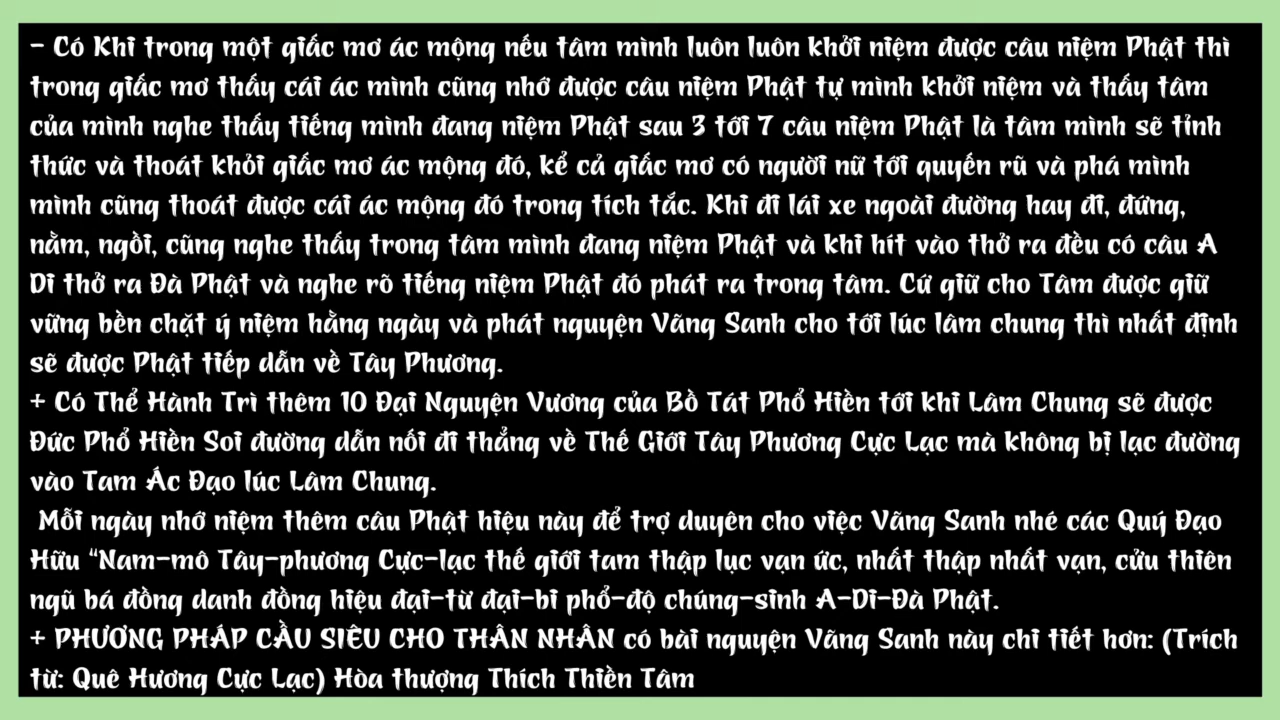 - Có Khi trong một giấc mơ ác mộng nếu tâm mình luôn luôn khởi niệm được câu niệm Phật thì
trong giấc mơ thấy cái ác mình cũng nhớ được câu niệm Phật tự mình khởi niệm và thấy tâm
của mình nghe thấy tiếng mình đang niệm Phật sau 3 tới 7 câu niệm Phật là tâm mình sẽ tỉnh
thức và thoát khỏi giấc mơ ác mộng đó, kể cả giấc mơ có người nữ tới quyến rũ và phá mình
mình cũng thoát được cái ác mộng đó trong tích tắc. Khi đi lái xe ngoài đường hay đi, đứng,
nằm, ngồi, cũng nghe thấy trong tâm mình đang niệm Phật và khi hít vào thở ra đều có câu A
Di thở ra Đà Phật và nghe rõ tiếng niệm Phật đó phát ra trong tâm. Cứ giữ cho Tâm được giữ
vững bền chặt ý niệm hằng ngày và phát nguyện Vãng Sanh cho tới lúc lâm chung thì nhất định
sẽ được Phật tiếp dẫn về Tây Phương.
+ Có Thể Hành Trì thêm 10 Đại Nguyện Vương của Bồ Tát Phổ Hiền tới khi Lâm Chung sẽ được
Đức Phổ Hiền Soi đường dẫn nối đi thẳng về Thế Giới Tây Phương Cực Lạc mà không bị lạc đường
vào Tam Ác Đạo lúc Lâm Chung.
Mỗi ngày nhớ niệm thêm câu Phật hiệu này để trợ duyên cho việc Vãng Sanh nhé các Quý Đạo
Hữu "Nam-mô Tây-phương Cực-lạc thế giới tam thập lục vạn ức, nhất thập nhất vạn, cửu thiên
ngũ bá đồng danh đồng hiệu đại-từ đại-bi phổ-độ chúng-sinh A-Di-Đà Phật.
+ PHƯƠNG PHÁP CẦU SIÊU CHO THÂN NHÂN có bài nguyện Vãng Sanh này chi tiết hơn: (Trích
từ: Quê Hương Cực Lạc) Hòa thượng Thích Thiền Tâm